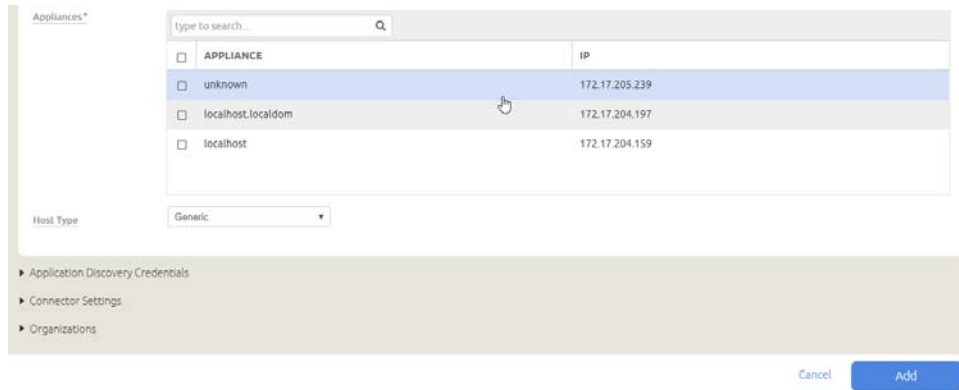 Appliances*
type to search...
APPLIANCE IP
unknown 172.17.205.239
localhost.localdom 172.17.204.197
localhost 172.17.204.159
Host Type Generic
Application Discovery Credentials
Connector Settings
Organizations
Cancel Add